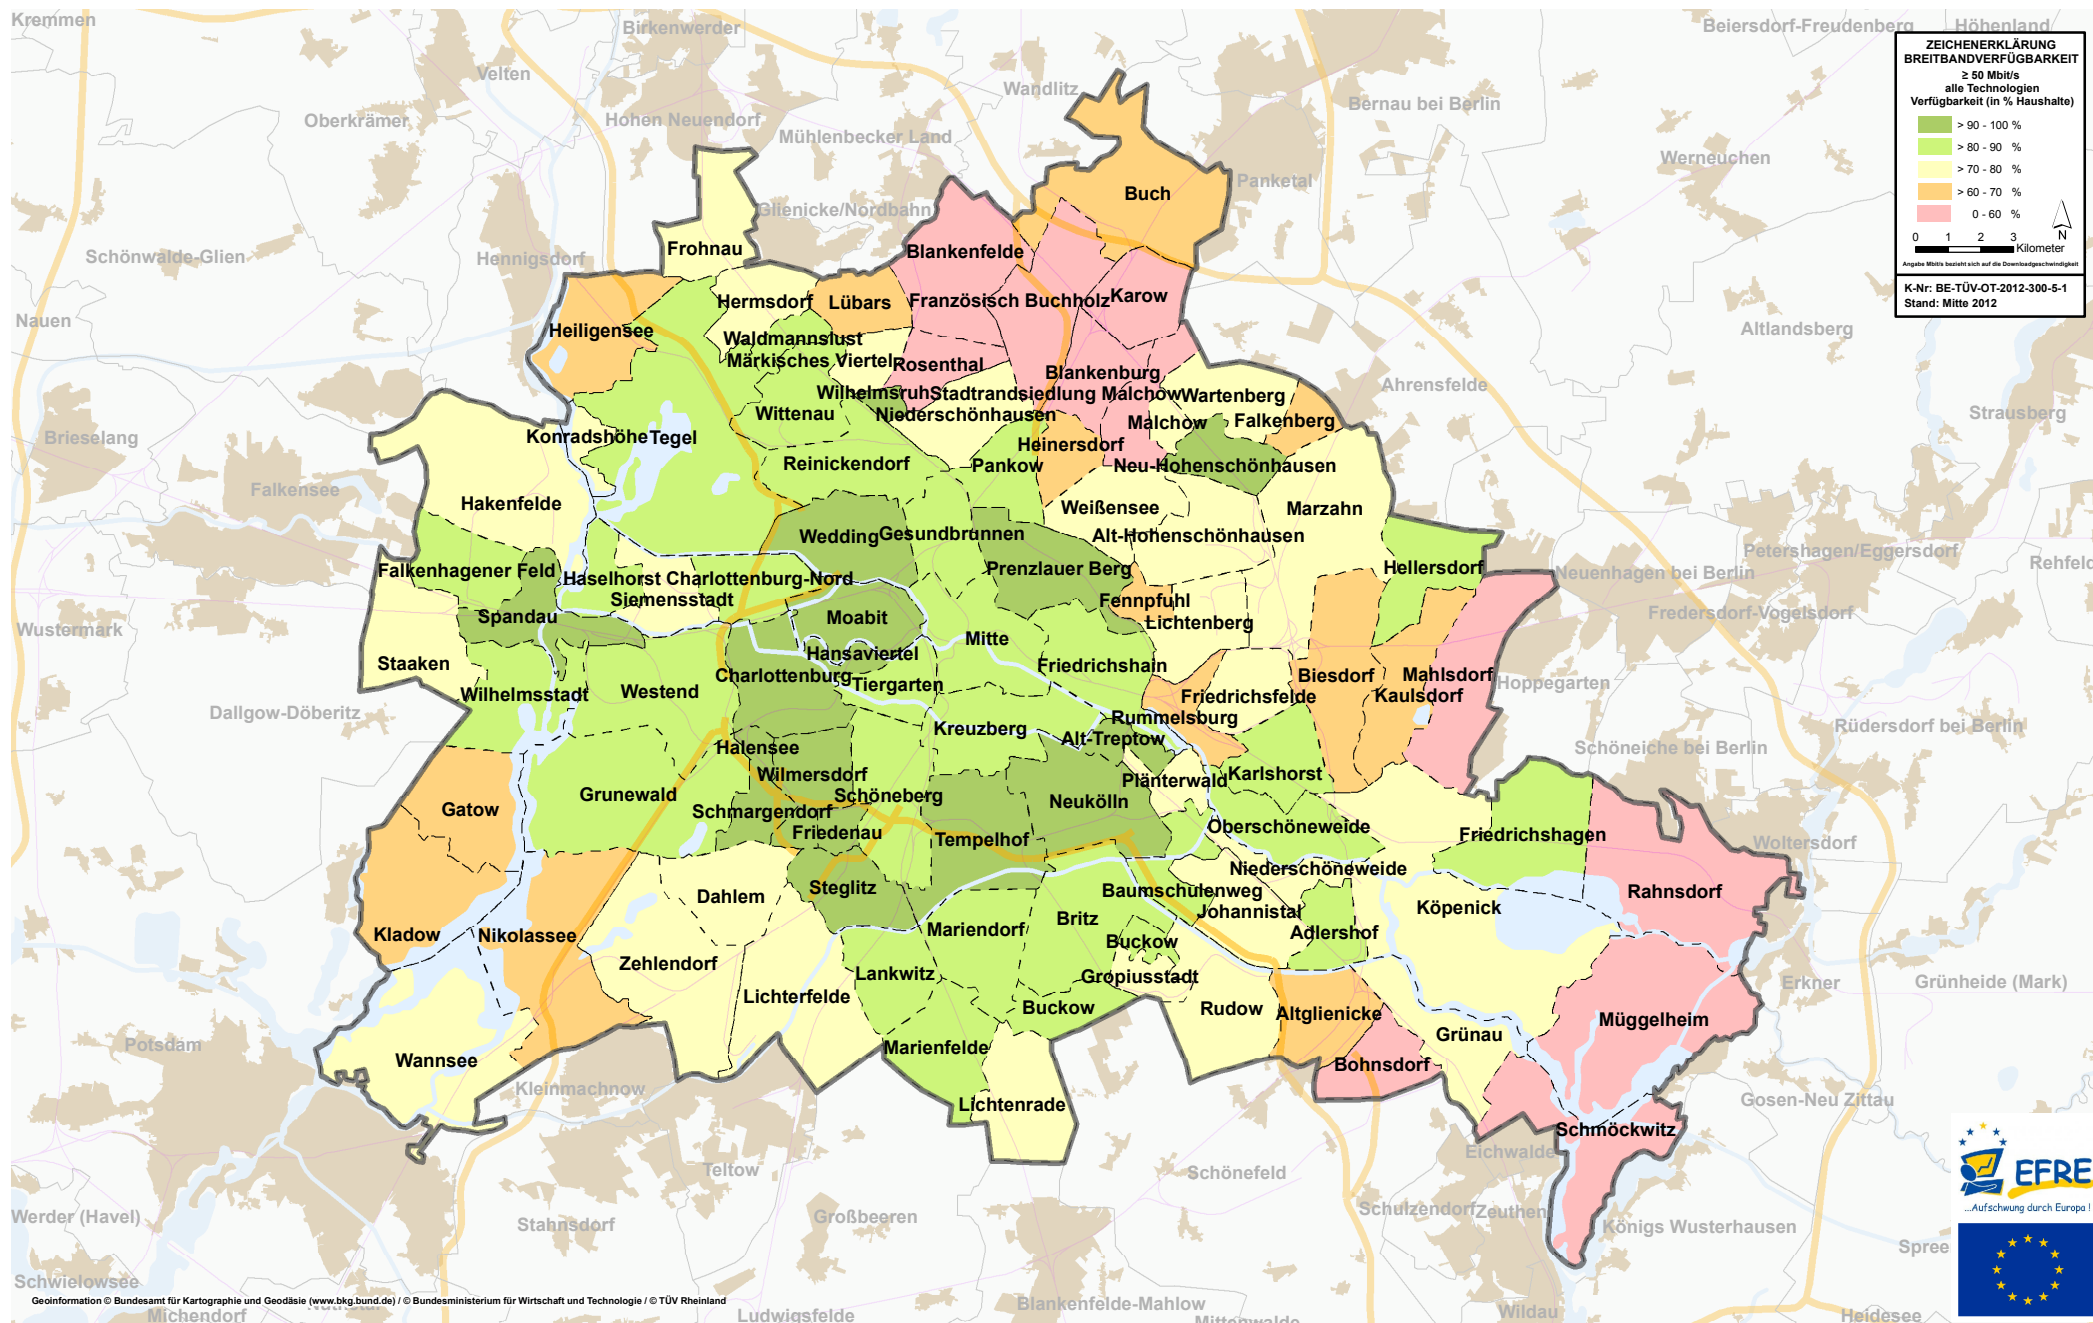 Kremmen
Birkenwerder
Beiersdorf-Freudenberg
Höhenland
Velten
Wandlitz
Bernau bei Berlin
Oberkrämer
Hohen Neuendorf
Mühlenbecker Land
Werneuchen
Panketal
Glienicke/Nordbahn
Schönwalde-Glien
Hennigsdorf
Nauen
Altlandsberg
Ahrensfelde
Strausberg
Brieselang
Falkensee
Petershagen/Eggersdorf
Rehfeld
Neuenhagen bei Berlin
Fredersdorf-Vogelsdorf
Wustermark
Hoppegarten
Dallgow-Döberitz
Rüdersdorf bei Berlin
Schöneiche bei Berlin
Woltersdorf
Erkner
Grünheide (Mark)
Potsdam
Kleinmachnow
Gosen-Neu Zittau
Eichwalde
Teltow
Schönefeld
Werder (Havel)
Stahnsdorf
Großbeeren
Schulzendorf
Zeuthen
Königs Wusterhausen
Spree
Schwielowsee
Michendorf
Ludwigsfelde
Blankenfelde-Mahlow
Mittenwalde
Wildau
Heidesee
ZEICHENERKLÄRUNG
BREITBANDVERFÜGBARKEIT
≥ 50 Mbit/s
alle Technologien
Verfügbarkeit (in % Haushalte)
> 90 - 100 %
> 80 - 90 %
> 70 - 80 %
> 60 - 70 %
0 - 60 %
N
0 1 2 3
Kilometer
Angabe Mbit/s bezieht sich auf die Downloadgeschwindigkeit
K-Nr: BE-TÜV-OT-2012-300-5-1
Stand: Mitte 2012
Buch
Frohnau
Blankenfelde
Hermsdorf
Lübars
Französisch Buchholz
Karow
Heiligensee
Waldmannslust
Märkisches Viertel
Rosenthal
Blankenburg
Wilhelmsruh
Stadtrandsiedlung Malchow
Wartenberg
Wittenau
Niederschönhausen
Malchow
Falkenberg
Konradshöhe
Tegel
Heinersdorf
Reinickendorf
Pankow
Neu-Hohenschönhausen
Hakenfelde
Weißensee
Marzahn
Wedding
Gesundbrunnen
Alt-Hohenschönhausen
Falkenhagener Feld
Haselhorst
Charlottenburg-Nord
Prenzlauer Berg
Hellersdorf
Siemensstadt
Fennpfuhl
Spandau
Moabit
Lichtenberg
Mitte
Staaken
Hansaviertel
Friedrichshain
Charlottenburg
Tiergarten
Biesdorf
Mahlsdorf
Wilhelmsstadt
Westend
Friedrichsfelde
Kaulsdorf
Rummelsburg
Kreuzberg
Alt-Treptow
Halensee
Wilmersdorf
Plänterwald
Karlshorst
Grunewald
Schöneberg
Neukölln
Gatow
Schmargendorf
Friedenau
Oberschöneweide
Friedrichshagen
Tempelhof
Niederschöneweide
Steglitz
Dahlem
Baumschulenweg
Rahnsdorf
Johannistal
Köpenick
Britz
Kladow
Nikolassee
Mariendorf
Buckow
Adlershof
Zehlendorf
Lankwitz
Gropiusstadt
Lichterfelde
Buckow
Rudow
Altglienicke
Müggelheim
Grünau
Marienfelde
Wannsee
Bohnsdorf
Lichtenrade
Schmöckwitz
EFRE
...Aufschwung durch Europa !
Geoinformation © Bundesamt für Kartographie und Geodäsie (www.bkg.bund.de) / © Bundesministerium für Wirtschaft und Technologie / © TÜV Rheinland